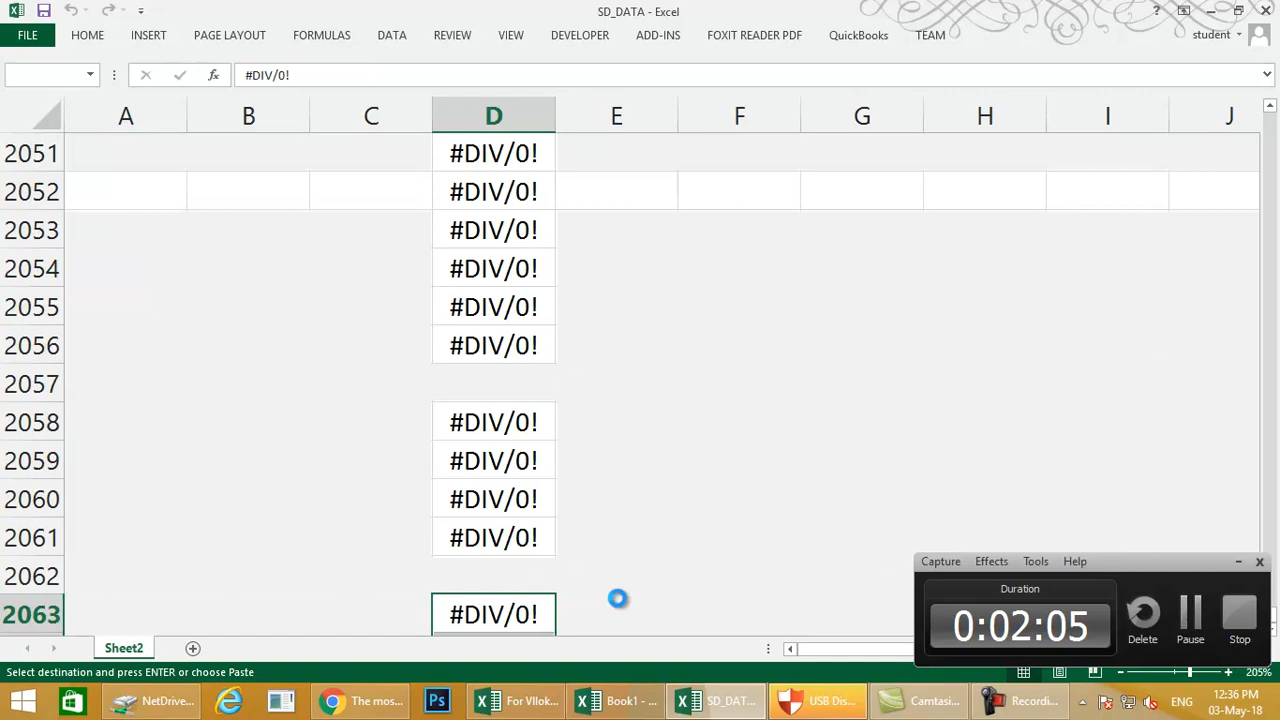 SD_DATA - Excel
FILE HOME INSERT PAGE LAYOUT FORMULAS DATA REVIEW VIEW DEVELOPER ADD-INS FOXIT READER PDF QuickBooks TEAM student
#DIV/0!
A B C D E F G H I J
2051 #DIV/0!
2052 #DIV/0!
2053 #DIV/0!
2054 #DIV/0!
2055 #DIV/0!
2056 #DIV/0!
2057
2058 #DIV/0!
2059 #DIV/0!
2060 #DIV/0!
2061 #DIV/0!
2062
2063 #DIV/0!
Capture Effects Tools Help
Duration
0:02:05
Delete Pause Stop
Sheet2
Select destination and press ENTER or choose Paste
205%
NetDrive... The mos... Ps For Vllok... Book1 - ... SD_DAT... USB Dis... Camtasi... Recordi... ENG 12:36 PM
03-May-18